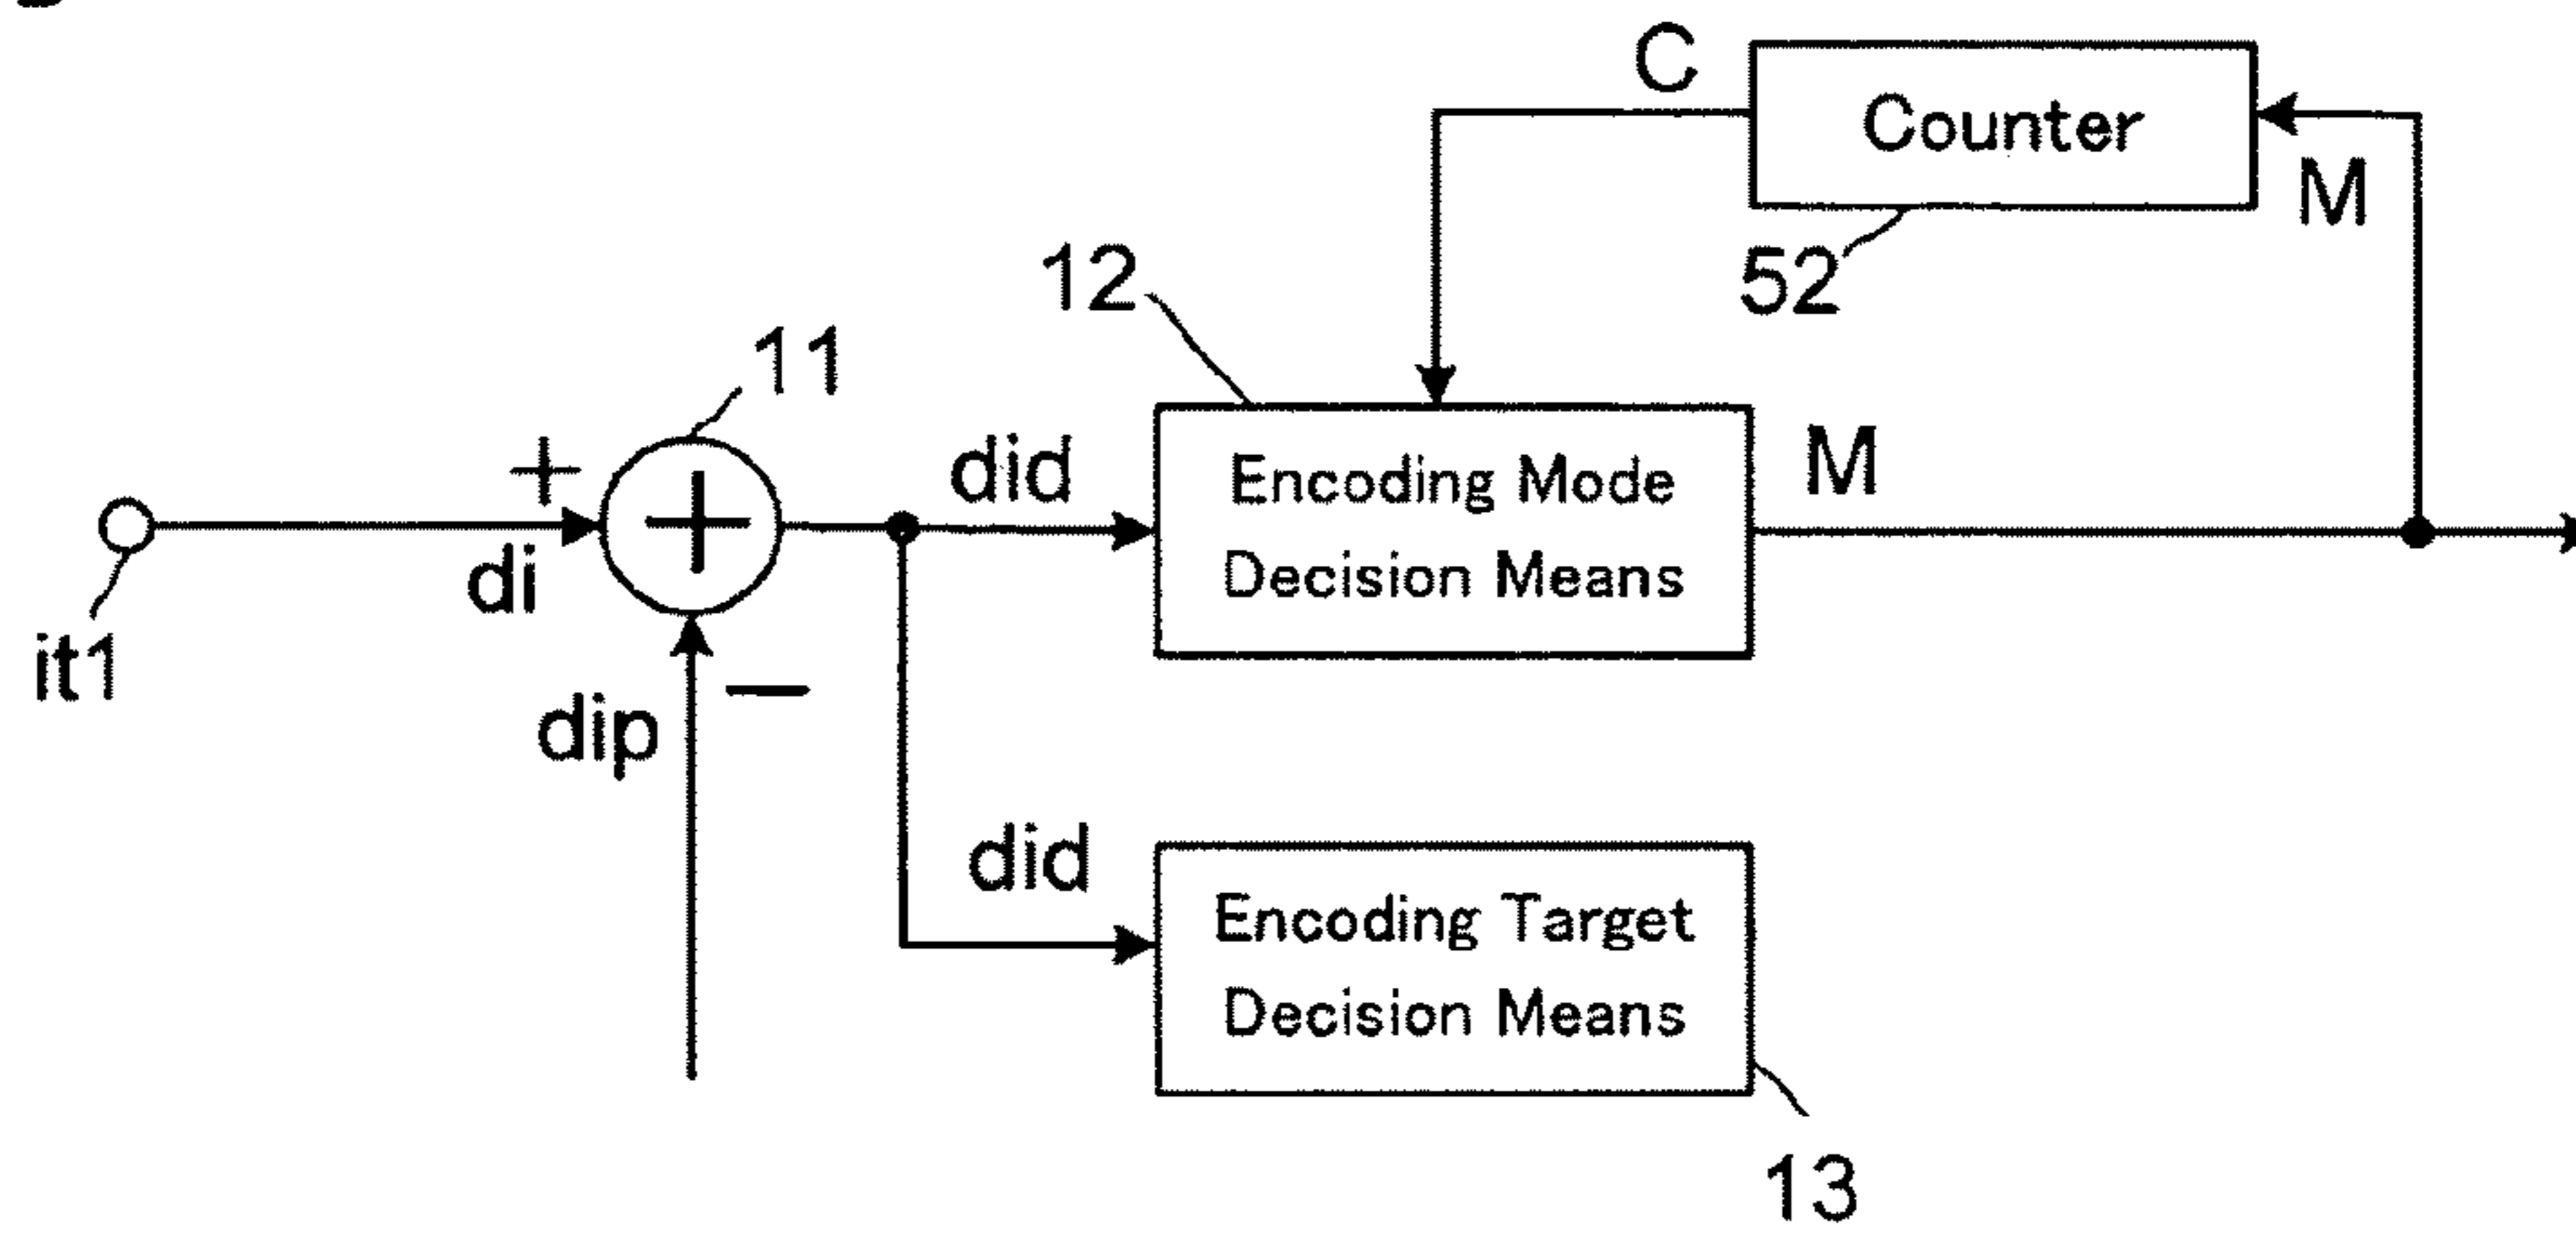 C
Counter
M
52
12
11
+
did
Encoding Mode
Decision Means
M
+
di
it1
dip
−
did
Encoding Target
Decision Means
13